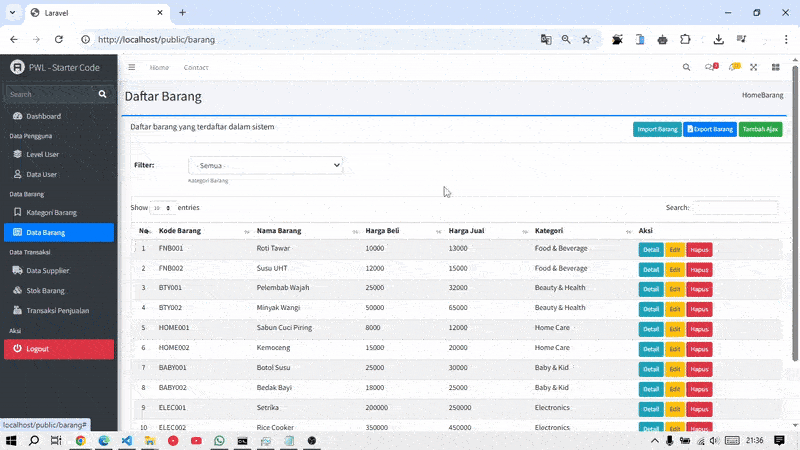 Laravel
http://localhost/public/barang
PWL - Starter Code
Home Contact
Search
Dashboard
Data Pengguna
Level User
Data User
Data Barang
Kategori Barang
Data Barang
Data Transaksi
Data Supplier
Stok Barang
Transaksi Penjualan
Aksi
Logout
localhost/public/barang#
Daftar Barang
HomeBarang
Daftar barang yang terdaftar dalam sistem
Import Barang Export Barang Tambah Ajax
Filter: - Semua -
Kategori Barang
Show 10 entries Search:
No Kode Barang Nama Barang Harga Beli Harga Jual Kategori Aksi
1 FNB001 Roti Tawar 10000 13000 Food & Beverage Detail Edit Hapus
2 FNB002 Susu UHT 12000 15000 Food & Beverage Detail Edit Hapus
3 BTY001 Pelembab Wajah 25000 32000 Beauty & Health Detail Edit Hapus
4 BTY002 Minyak Wangi 50000 65000 Beauty & Health Detail Edit Hapus
5 HOME001 Sabun Cuci Piring 8000 12000 Home Care Detail Edit Hapus
6 HOME002 Kemoceng 15000 20000 Home Care Detail Edit Hapus
7 BABY001 Botol Susu 25000 30000 Baby & Kid Detail Edit Hapus
8 BABY002 Bedak Bayi 18000 25000 Baby & Kid Detail Edit Hapus
9 ELEC001 Setrika 200000 250000 Electronics Detail Edit Hapus
10 ELEC002 Rice Cooker 350000 450000 Electronics Detail Edit Hapus
21:36